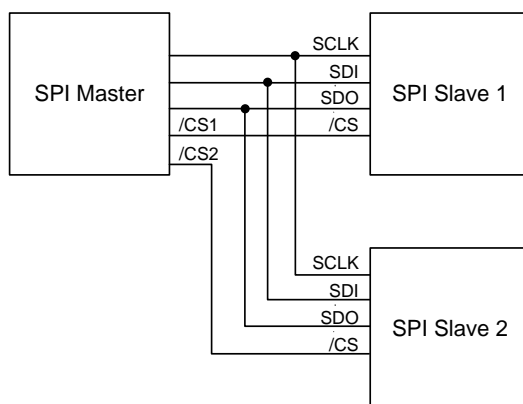 SCLK
SDI
SPI Master
SDO
SPI Slave 1
/CS1
/CS
/CS2
SCLK
SDI
SDO
SPI Slave 2
/CS